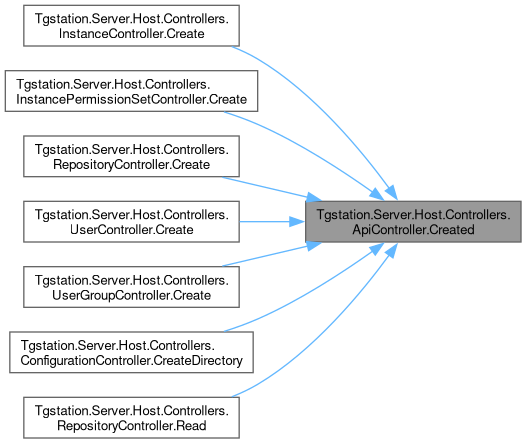 Tgstation.Server.Host.Controllers.
InstanceController.Create
Tgstation.Server.Host.Controllers.
InstancePermissionSetController.Create
Tgstation.Server.Host.Controllers.
RepositoryController.Create
Tgstation.Server.Host.Controllers.
UserController.Create
Tgstation.Server.Host.Controllers.
ApiController.Created
Tgstation.Server.Host.Controllers.
UserGroupController.Create
Tgstation.Server.Host.Controllers.
ConfigurationController.CreateDirectory
Tgstation.Server.Host.Controllers.
RepositoryController.Read